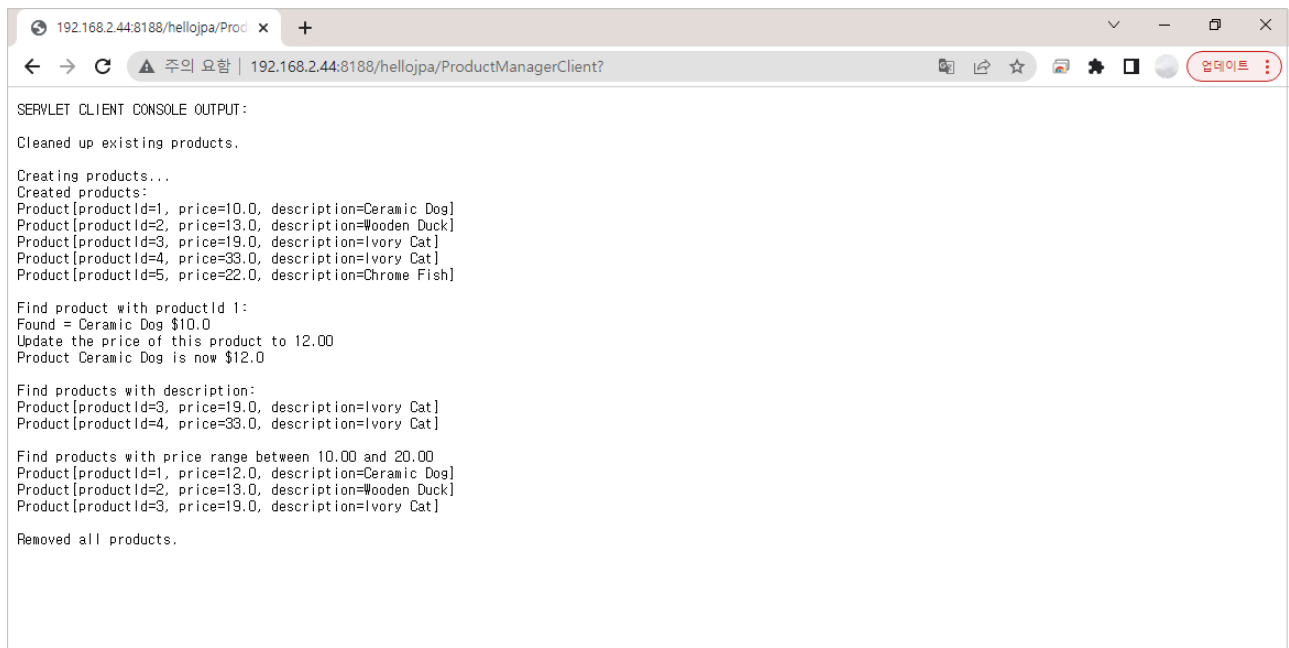 192.168.2.44:8188/hellojpa/Prod
주의 요함 | 192.168.2.44:8188/hellojpa/ProductManagerClient?
업데이트
SERVLET CLIENT CONSOLE OUTPUT:
Cleaned up existing products.
Creating products...
Created products:
Product[productId=1, price=10.0, description=Ceramic Dog]
Product[productId=2, price=13.0, description=Wooden Duck]
Product[productId=3, price=19.0, description=Ivory Cat]
Product[productId=4, price=33.0, description=Ivory Cat]
Product[productId=5, price=22.0, description=Chrome Fish]
Find product with productId 1:
Found = Ceramic Dog $10.0
Update the price of this product to 12.00
Product Ceramic Dog is now $12.0
Find products with description:
Product[productId=3, price=19.0, description=Ivory Cat]
Product[productId=4, price=33.0, description=Ivory Cat]
Find products with price range between 10.00 and 20.00
Product[productId=1, price=12.0, description=Ceramic Dog]
Product[productId=2, price=13.0, description=Wooden Duck]
Product[productId=3, price=19.0, description=Ivory Cat]
Removed all products.